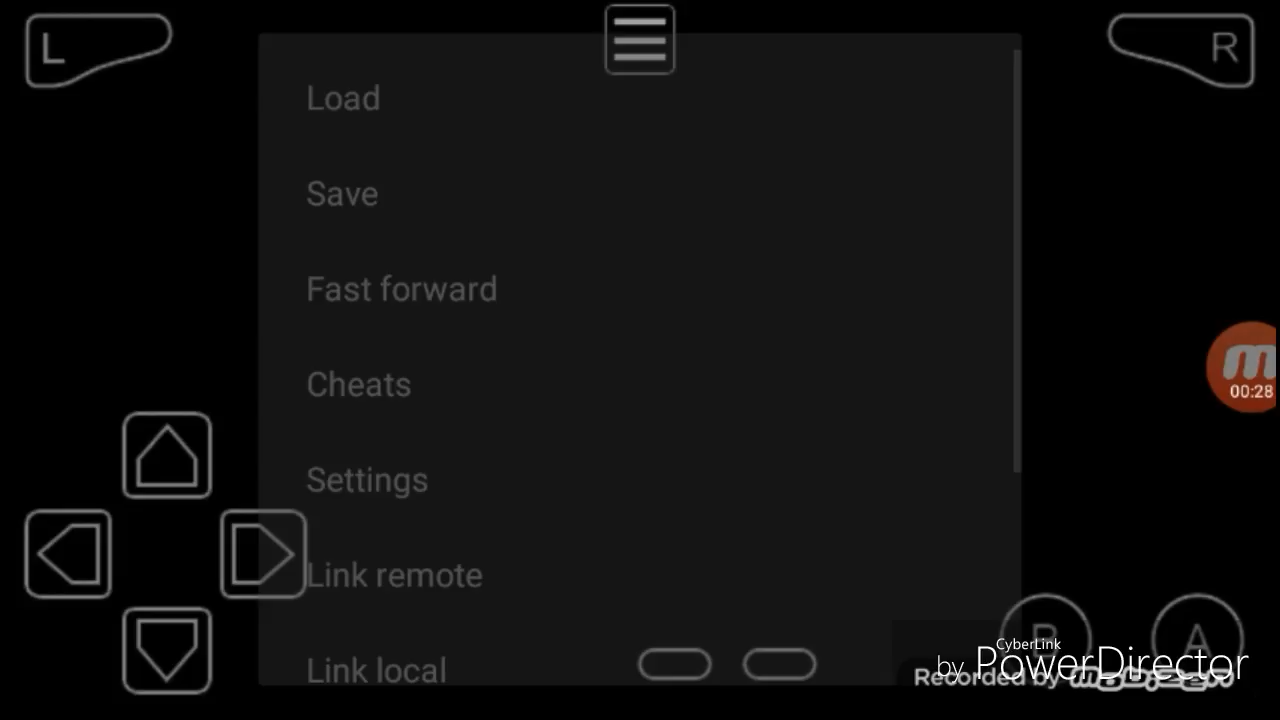 L
R
Load
Save
Fast forward
Cheats
00:28
Settings
Link remote
B
A
Link local
CyberLink
by PowerDirector
Recorded by